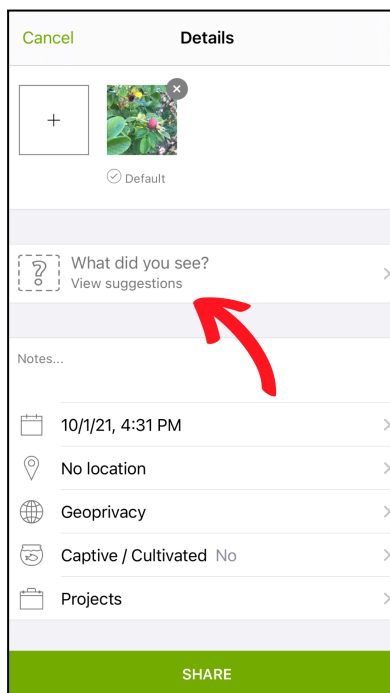 Cancel Details
+
Default
?
What did you see?
View suggestions
Notes...
10/1/21, 4:31 PM
No location
Geoprivacy
Captive / Cultivated No
Projects
SHARE